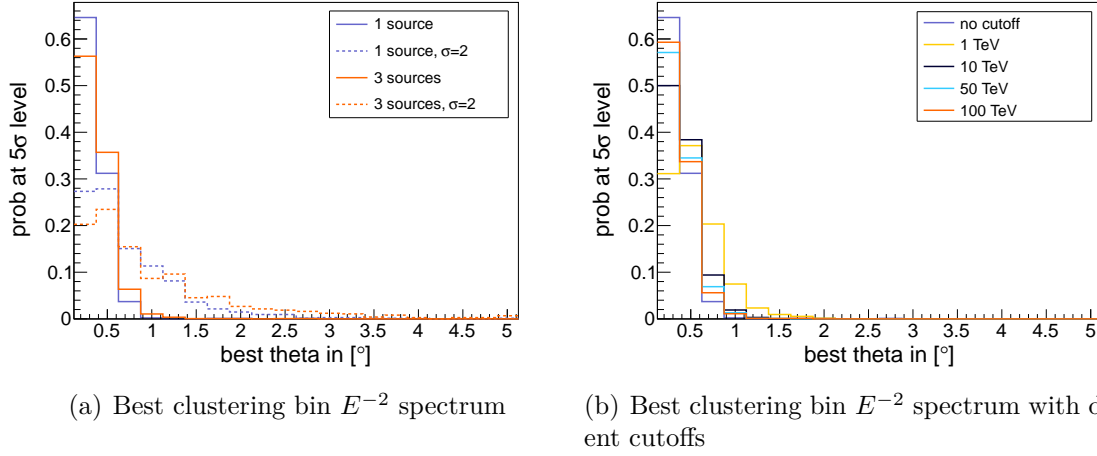 prob at 5σ level
0.6
0.5
0.4
0.3
0.2
0.1
0
1 source
1 source, σ=2
3 sources
3 sources, σ=2
0.5 1 1.5 2 2.5 3 3.5 4 4.5 5
best theta in [°]
(a) Best clustering bin E⁻² spectrum
prob at 5σ level
0.6
0.5
0.4
0.3
0.2
0.1
0
no cutoff
1 TeV
10 TeV
50 TeV
100 TeV
0.5 1 1.5 2 2.5 3 3.5 4 4.5 5
best theta in [°]
(b) Best clustering bin E⁻² spectrum with d
ent cutoffs